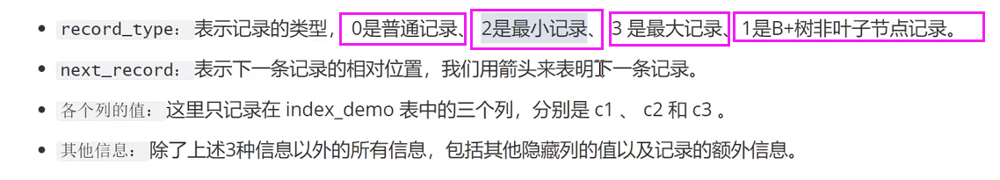 record_type：表示记录的类型， 0是普通记录、 2是最小记录、 3 是最大记录、 1是B+树非叶子节点记录。
next_record：表示下一条记录的相对位置，我们用箭头来表明下一条记录。
各个列的值：这里只记录在 index_demo 表中的三个列，分别是 c1 、 c2 和 c3 。
其他信息：除了上述3种信息以外的所有信息，包括其他隐藏列的值以及记录的额外信息。